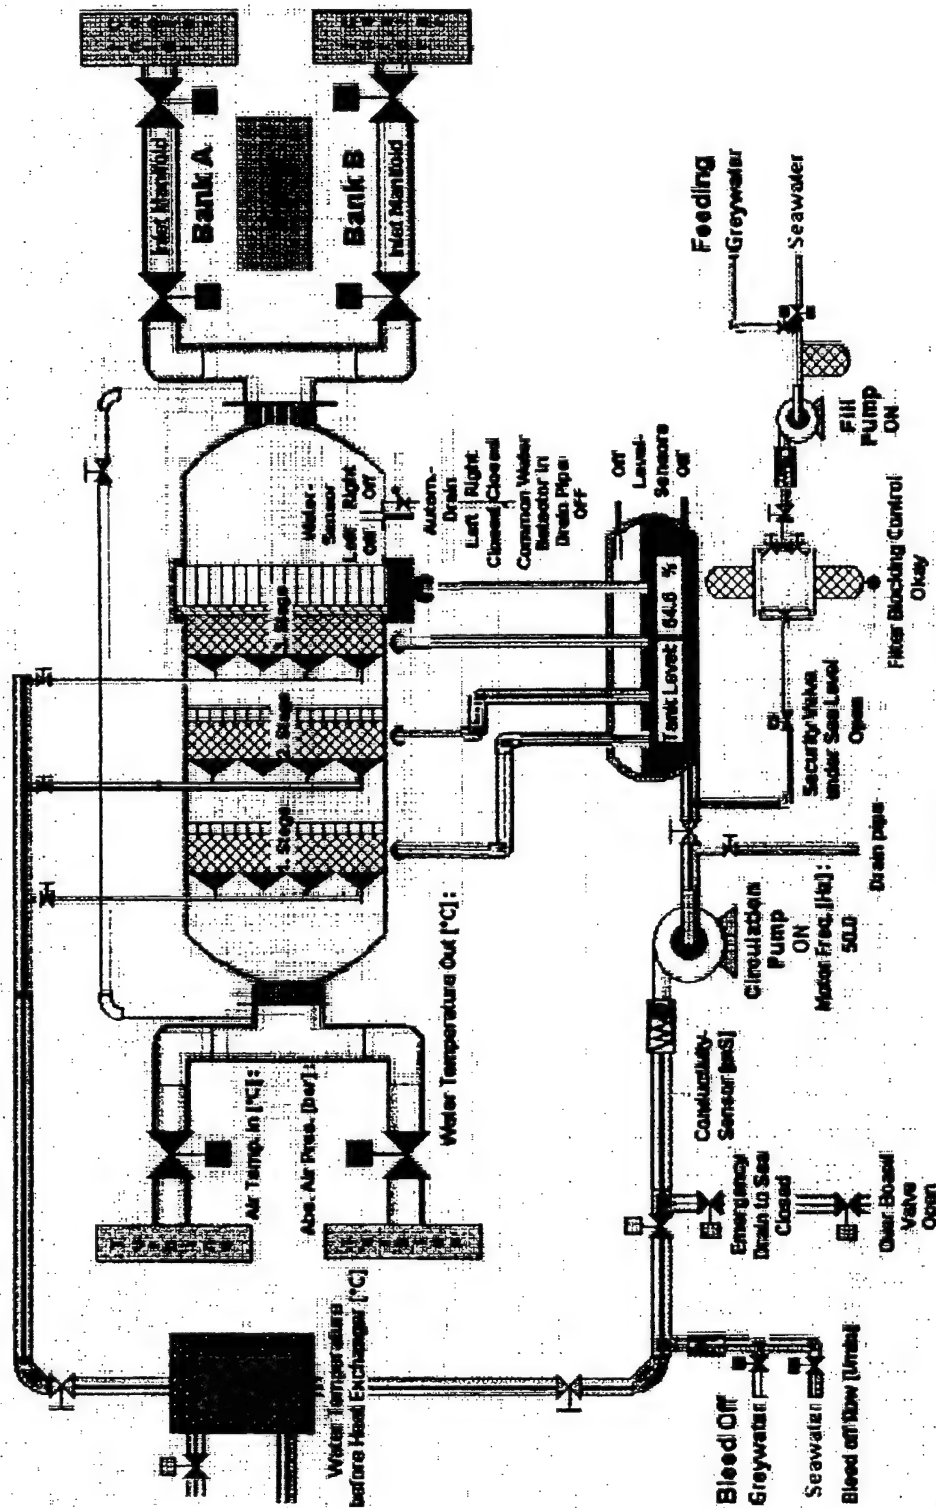 Inlet Manifold
Bank A
Bank B
Inlet Manifold
Feeding
Greywater
Seawater
Water-
Sensor
Left Right
Off Off
Autom.-
Drain
Left Right
Closed Closed
Common Water
Detector in
Drain Pipe:
OFF
1. Stage
2. Stage
off
Level-
Sensors
off
Tank Level: 64.6 %
Fill
Pump
ON
Filter Blocking Control
Okay
Security Valve
under Sea Level
Open
Drain pipe
Circulation
Pump
ON
Motor Freq. [Hz]:
50.0
Conductivity-
Sensor [mS]
Emergency
Drain to Sea
Closed
Over Board
Valve
Open
Air Temp. in [°C]:
Abs. Air Pres. [bar]:
Water Temperature Out [°C]:
Water Temperature
before Heat Exchanger [°C]
Bleed Off
Greywater
Seawater
Bleed off flow [l/min]